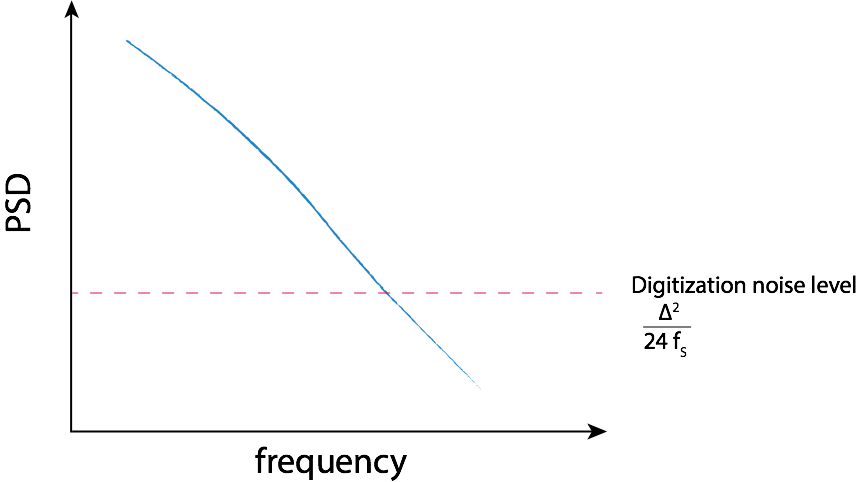 PSD
Digitization noise level
Δ²
24 fₛ
frequency